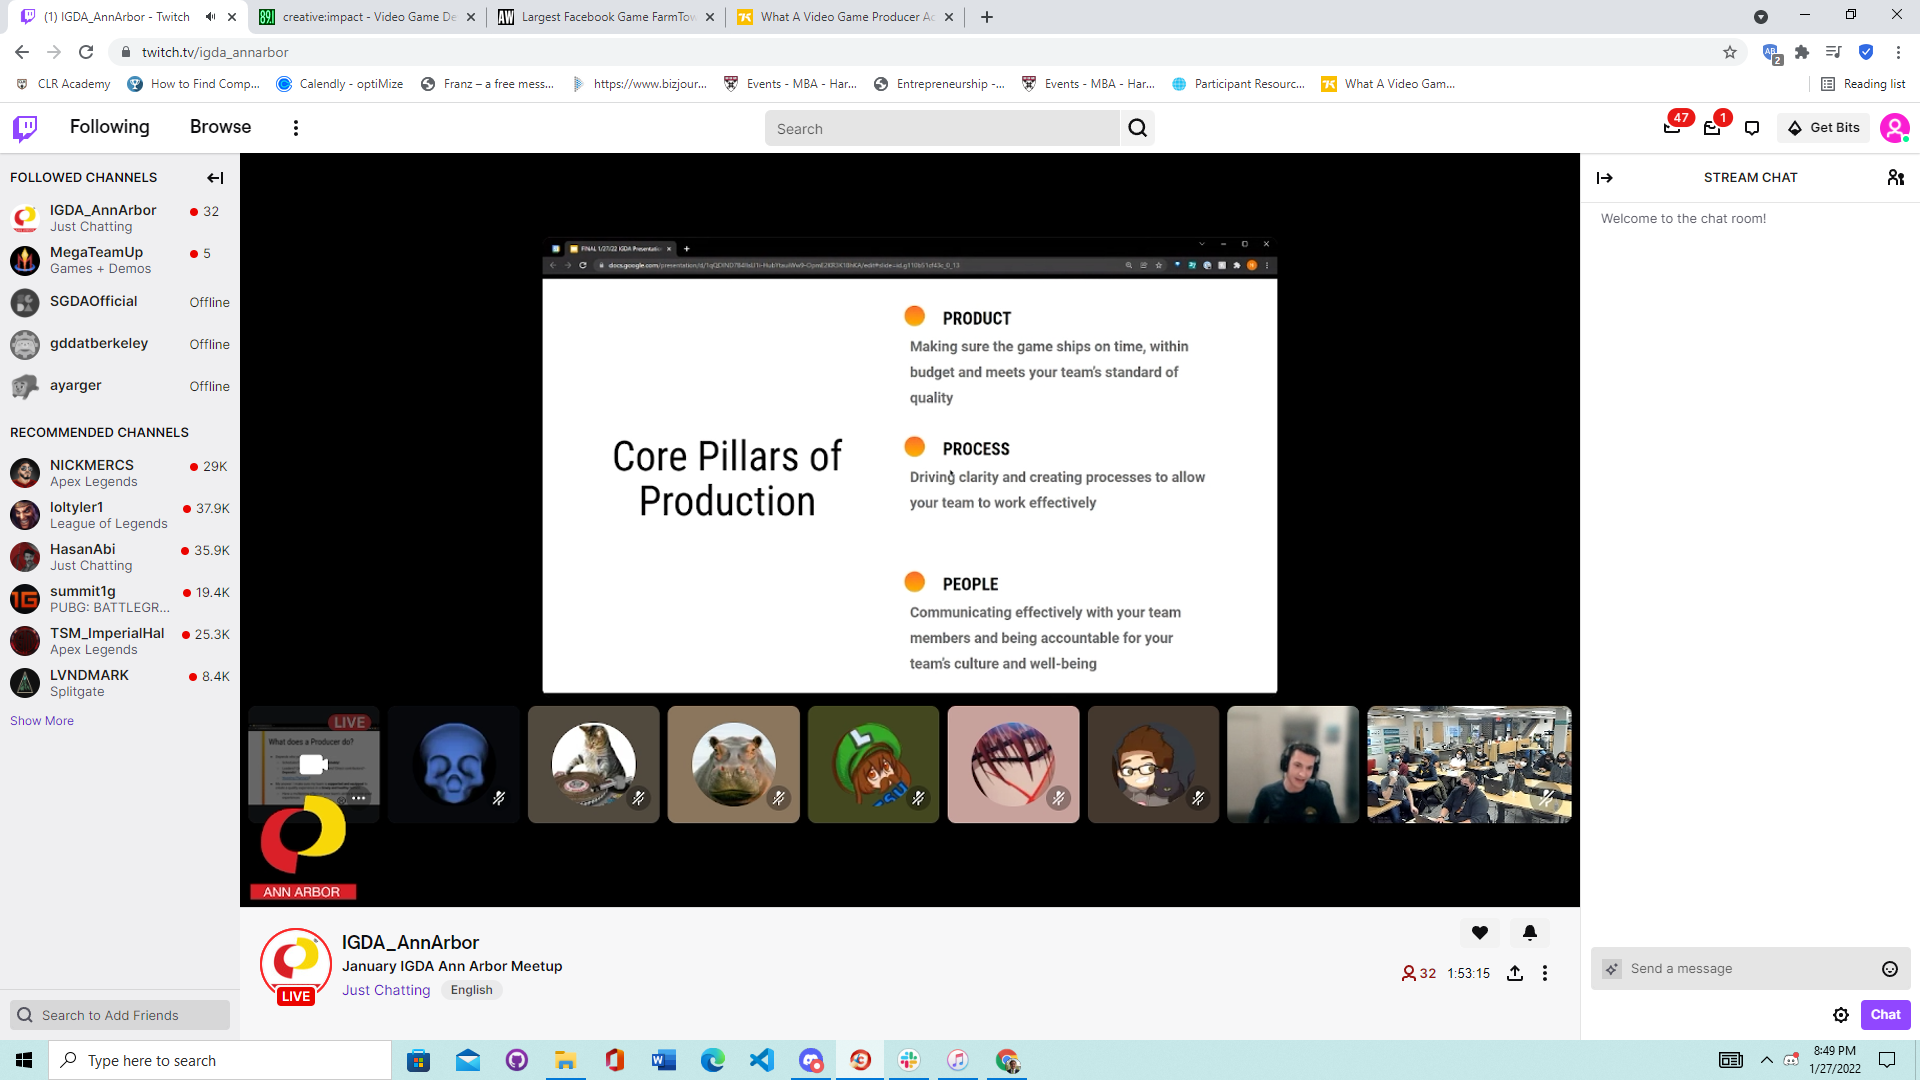 (1) IGDA_AnnArbor - Twitch
creative:impact - Video Game De
Largest Facebook Game FarmTow
What A Video Game Producer Ac
twitch.tv/igda_annarbor
CLR Academy
How to Find Comp...
Calendly - optiMize
Franz – a free mess...
https://www.bizjour...
Events - MBA - Har...
Entrepreneurship -...
Events - MBA - Har...
Participant Resourc...
What A Video Gam...
Reading list
Following
Browse
Search
47
1
Get Bits
FOLLOWED CHANNELS
IGDA_AnnArbor
32
Just Chatting
MegaTeamUp
5
Games + Demos
SGDAOfficial
Offline
gddatberkeley
Offline
ayarger
Offline
RECOMMENDED CHANNELS
NICKMERCS
29K
Apex Legends
loltyler1
37.9K
League of Legends
HasanAbi
35.9K
Just Chatting
summit1g
19.4K
PUBG: BATTLEGR...
TSM_ImperialHal
25.3K
Apex Legends
LVNDMARK
8.4K
Splitgate
Show More
Search to Add Friends
FINAL 1/27/22 IGDA Presentatio
Core Pillars of
Production
PRODUCT
Making sure the game ships on time, within
budget and meets your team's standard of
quality
PROCESS
Driving clarity and creating processes to allow
your team to work effectively
PEOPLE
Communicating effectively with your team
members and being accountable for your
team's culture and well-being
LIVE
What does a Producer do?
ANN ARBOR
IGDA_AnnArbor
January IGDA Ann Arbor Meetup
Just Chatting
English
LIVE
32
1:53:15
STREAM CHAT
Welcome to the chat room!
Send a message
Chat
Type here to search
8:49 PM
1/27/2022